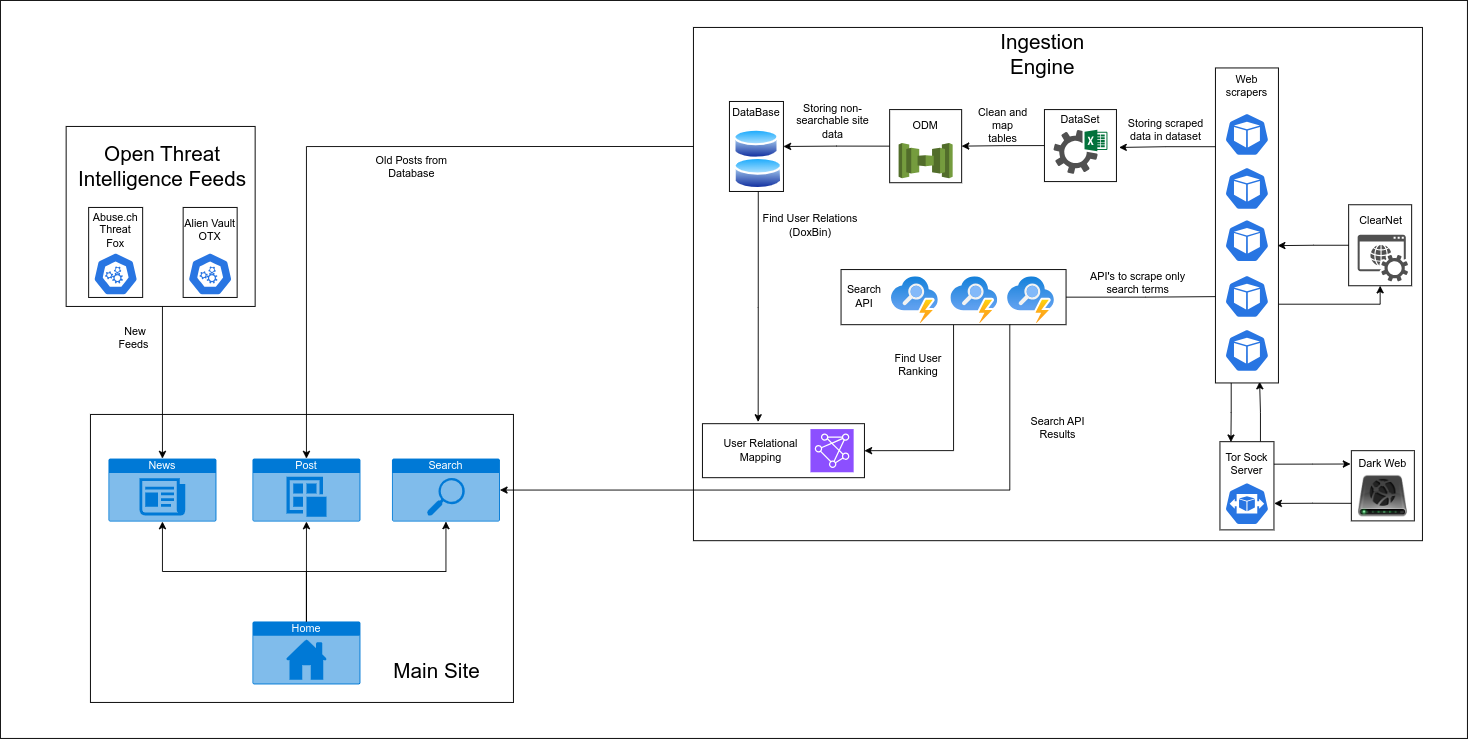 Ingestion
Engine
Open Threat
Intelligence Feeds
Abuse.ch
Threat
Fox
Alien Vault
OTX
New
Feeds
Old Posts from
Database
DataBase
Storing non-
searchable site
data
ODM
Clean and
map
tables
DataSet
Storing scraped
data in dataset
Web
scrapers
ClearNet
Find User Relations
(DoxBin)
Search
API
API's to scrape only
search terms
Find User
Ranking
Search API
Results
User Relational
Mapping
Tor Sock
Server
Dark Web
News
Post
Search
Home
Main Site